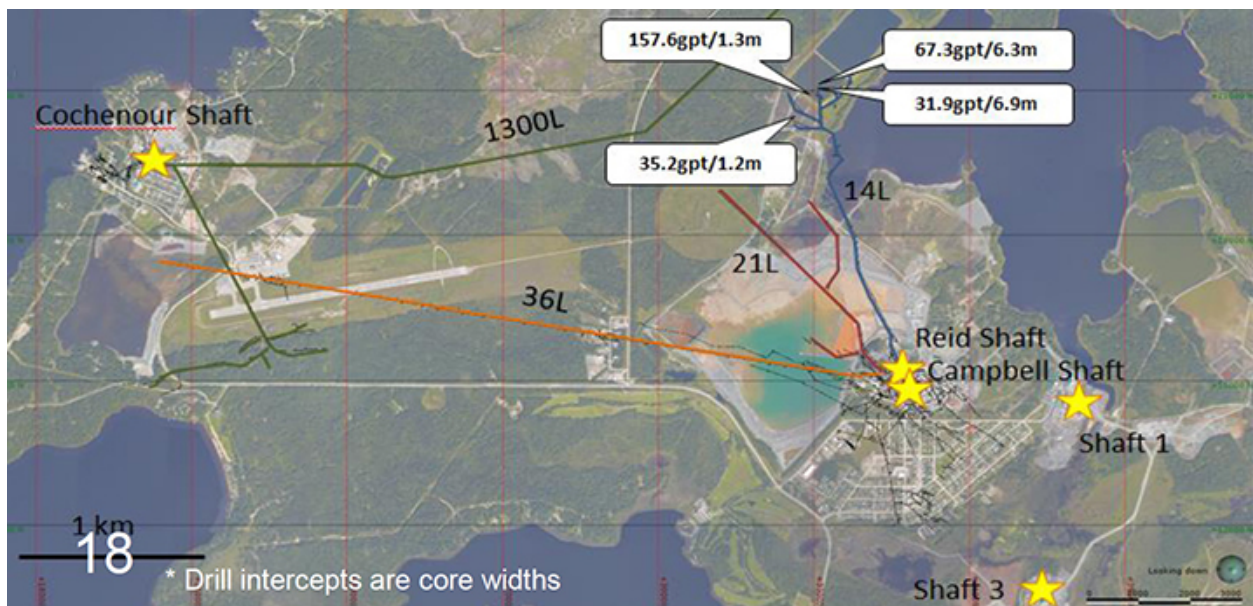 157.6gpt/1.3m
67.3gpt/6.3m
31.9gpt/6.9m
35.2gpt/1.2m
Cochenour Shaft
1300L
14L
21L
36L
Reid Shaft
Campbell Shaft
Shaft 1
Shaft 3
1 km
18
* Drill intercepts are core widths
Looking down